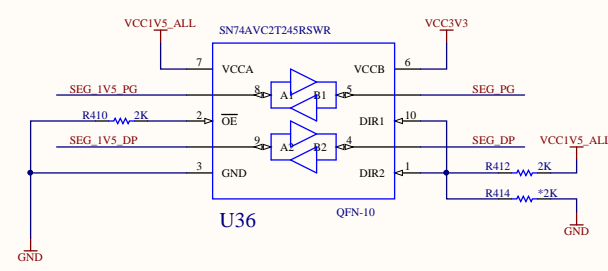 VCC1V5_ALL
SN74AVC2T245RSWR
VCC3V3
7
VCCA
VCCB
6
SEG_1V5_PG
8
A1
B1
5
SEG_PG
R410
2K
2
OE
DIR1
10
SEG_1V5_DP
9
A2
B2
4
SEG_DP
VCC1V5_ALL
3
GND
DIR2
1
R412
2K
R414
*2K
U36
QFN-10
GND
GND